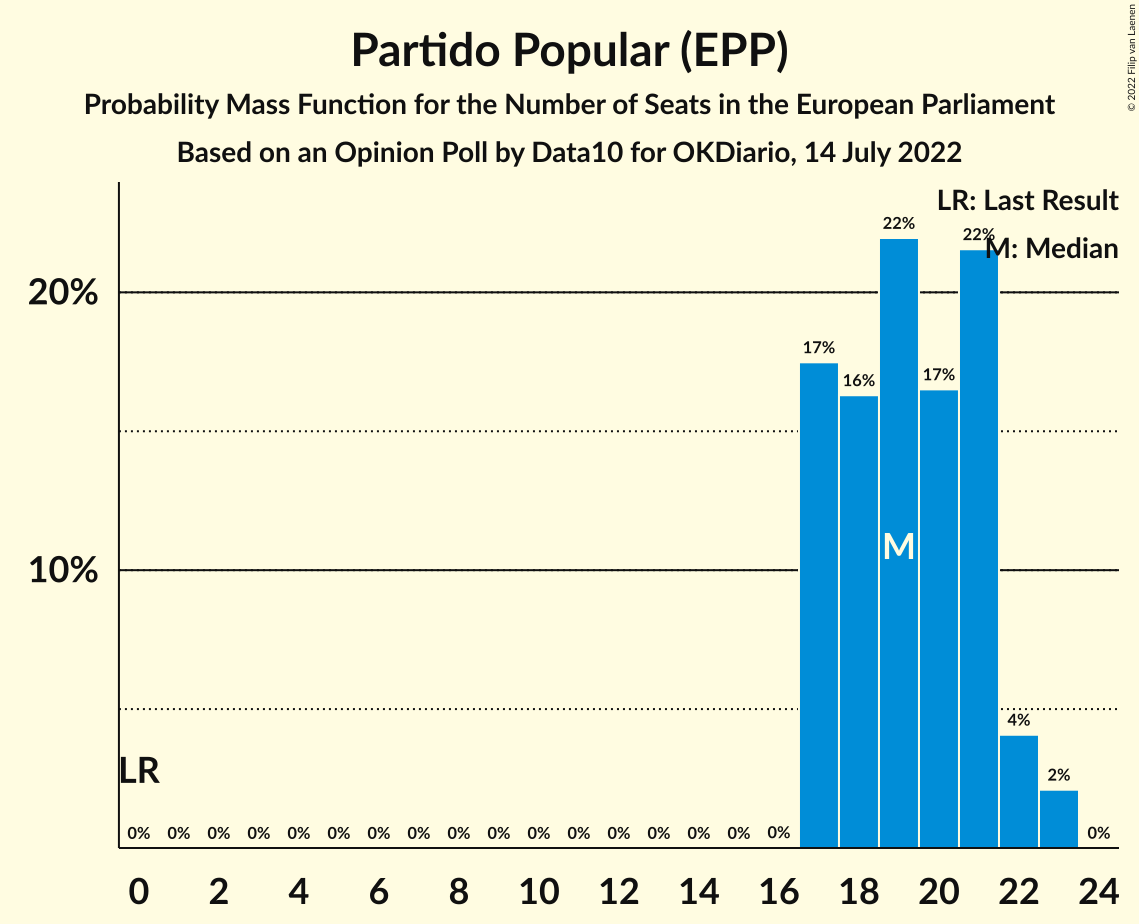 Partido Popular (EPP)
Probability Mass Function for the Number of Seats in the European Parliament
Based on an Opinion Poll by Data10 for OKDiario, 14 July 2022
© 2022 Filip van Laenen
LR: Last Result
M: Median
20%
10%
22%
22%
17%
16%
17%
M
4%
2%
LR
0% 0% 0% 0% 0% 0% 0% 0% 0% 0% 0% 0% 0% 0% 0% 0% 0% 0%
0 2 4 6 8 10 12 14 16 18 20 22 24